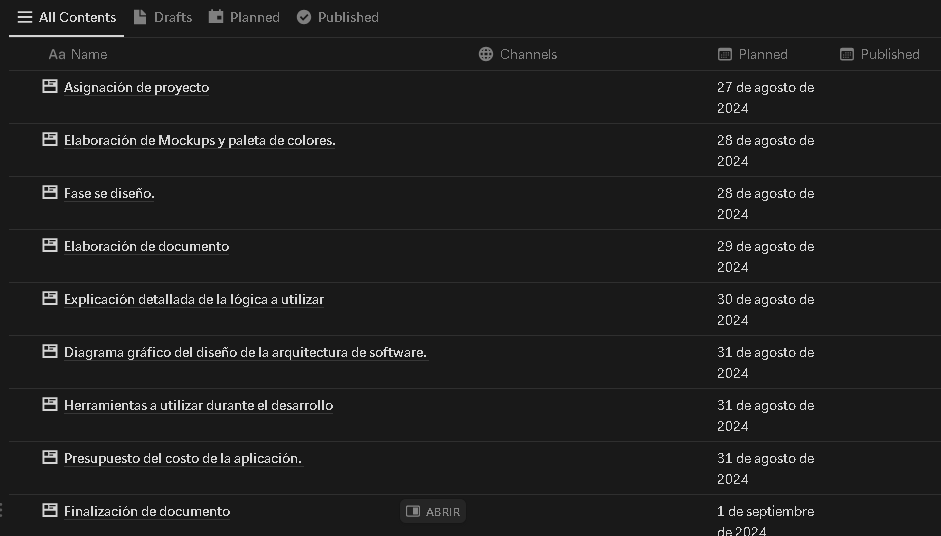 All Contents Drafts Planned Published
Aa Name Channels Planned Published
Asignación de proyecto 27 de agosto de
2024
Elaboración de Mockups y paleta de colores. 28 de agosto de
2024
Fase se diseño. 28 de agosto de
2024
Elaboración de documento 29 de agosto de
2024
Explicación detallada de la lógica a utilizar 30 de agosto de
2024
Diagrama gráfico del diseño de la arquitectura de software. 31 de agosto de
2024
Herramientas a utilizar durante el desarrollo 31 de agosto de
2024
Presupuesto del costo de la aplicación. 31 de agosto de
2024
Finalización de documento ABRIR 1 de septiembre
de 2024